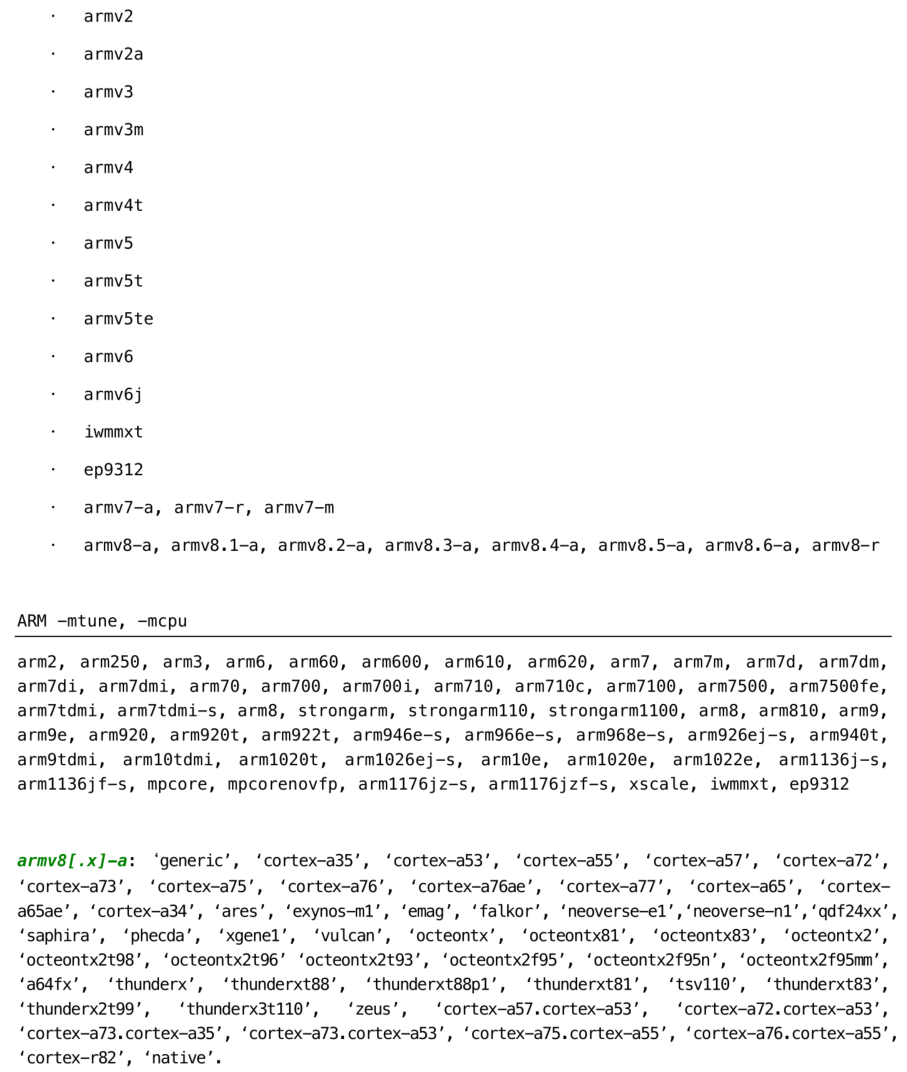 · armv2
· armv2a
· armv3
· armv3m
· armv4
· armv4t
· armv5
· armv5t
· armv5te
· armv6
· armv6j
· iwmmxt
· ep9312
· armv7-a, armv7-r, armv7-m
· armv8-a, armv8.1-a, armv8.2-a, armv8.3-a, armv8.4-a, armv8.5-a, armv8.6-a, armv8-r
ARM -mtune, -mcpu
arm2, arm250, arm3, arm6, arm60, arm600, arm610, arm620, arm7, arm7m, arm7d, arm7dm,
arm7di, arm7dmi, arm70, arm700, arm700i, arm710, arm710c, arm7100, arm7500, arm7500fe,
arm7tdmi, arm7tdmi-s, arm8, strongarm, strongarm110, strongarm1100, arm8, arm810, arm9,
arm9e, arm920, arm920t, arm922t, arm946e-s, arm966e-s, arm968e-s, arm926ej-s, arm940t,
arm9tdmi, arm10tdmi, arm1020t, arm1026ej-s, arm10e, arm1020e, arm1022e, arm1136j-s,
arm1136jf-s, mpcore, mpcorenovfp, arm1176jz-s, arm1176jzf-s, xscale, iwmmxt, ep9312
armv8[.x]-a: ‘generic’, ‘cortex-a35’, ‘cortex-a53’, ‘cortex-a55’, ‘cortex-a57’, ‘cortex-a72’,
‘cortex-a73’, ‘cortex-a75’, ‘cortex-a76’, ‘cortex-a76ae’, ‘cortex-a77’, ‘cortex-a65’, ‘cortex-
a65ae’, ‘cortex-a34’, ‘ares’, ‘exynos-m1’, ‘emag’, ‘falkor’, ‘neoverse-e1’,‘neoverse-n1’,‘qdf24xx’,
‘saphira’, ‘phecda’, ‘xgene1’, ‘vulcan’, ‘octeontx’, ‘octeontx81’, ‘octeontx83’, ‘octeontx2’,
‘octeontx2t98’, ‘octeontx2t96’ ‘octeontx2t93’, ‘octeontx2f95’, ‘octeontx2f95n’, ‘octeontx2f95mm’,
‘a64fx’, ‘thunderx’, ‘thunderxt88’, ‘thunderxt88p1’, ‘thunderxt81’, ‘tsv110’, ‘thunderxt83’,
‘thunderx2t99’, ‘thunderx3t110’, ‘zeus’, ‘cortex-a57.cortex-a53’, ‘cortex-a72.cortex-a53’,
‘cortex-a73.cortex-a35’, ‘cortex-a73.cortex-a53’, ‘cortex-a75.cortex-a55’, ‘cortex-a76.cortex-a55’,
‘cortex-r82’, ‘native’.